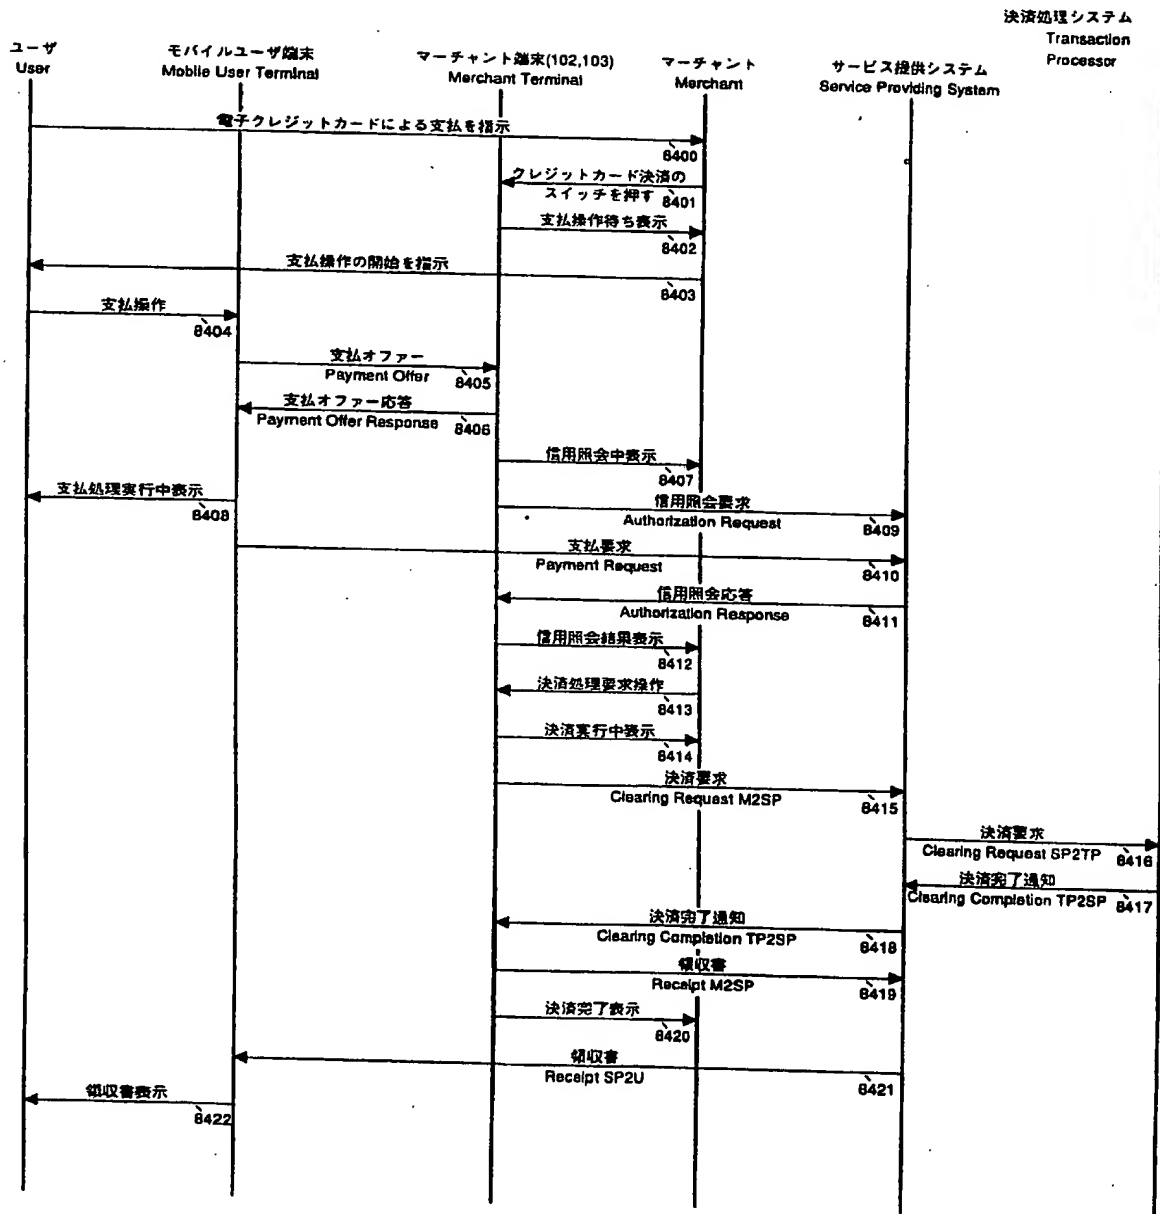 決済処理システム
Transaction
Processor
ユーザ
User
モバイルユーザ端末
Mobile User Terminal
マーチャント端末(102,103)
Merchant Terminal
マーチャント
Merchant
サービス提供システム
Service Providing System
電子クレジットカードによる支払を指示
8400
クレジットカード決済の
スイッチを押す 8401
支払操作待ち表示
8402
支払操作の開始を指示
8403
支払操作
8404
支払オファー
Payment Offer 8405
支払オファー応答
Payment Offer Response 8406
信用照会中表示
8407
支払処理実行中表示
8408
信用照会要求
Authorization Request 8409
支払要求
Payment Request 8410
信用照会応答
Authorization Response 8411
信用照会結果表示
8412
決済処理要求操作
8413
決済実行中表示
8414
決済要求
Clearing Request M2SP 8415
決済要求
Clearing Request SP2TP 8416
決済完了通知
Clearing Completion TP2SP 8417
決済完了通知
Clearing Completion TP2SP 8418
領収書
Receipt M2SP 8419
決済完了表示
8420
領収書
Receipt SP2U 8421
領収書表示
8422